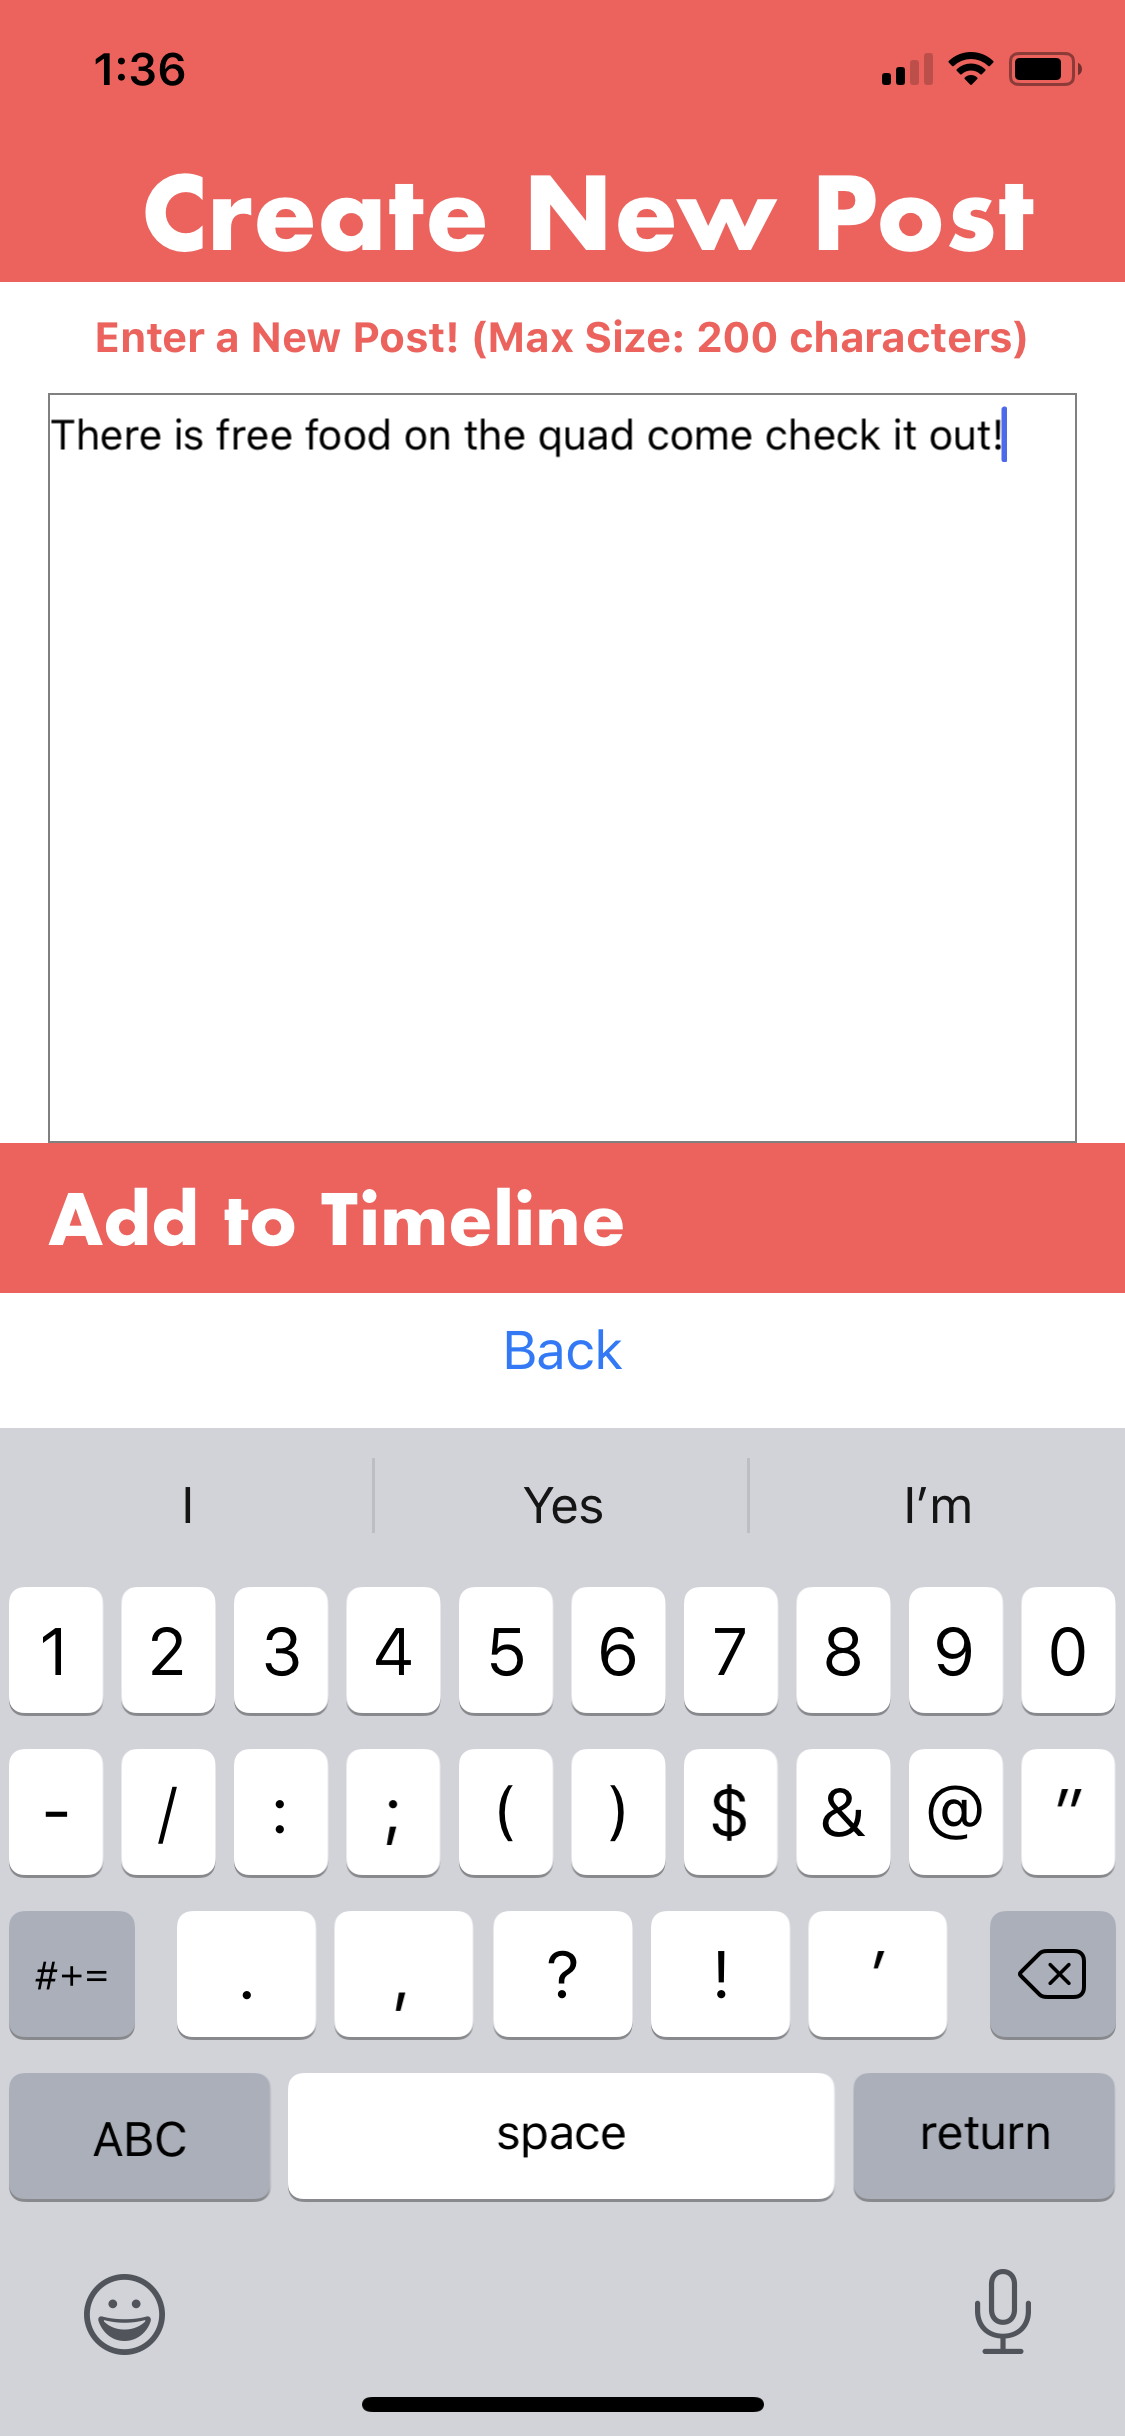 1:36
Create New Post
Enter a New Post! (Max Size: 200 characters)
There is free food on the quad come check it out!
Add to Timeline
Back
I Yes I’m
1 2 3 4 5 6 7 8 9 0
- / : ; ( ) $ & @ "
#+= . , ? ! ’
ABC space return